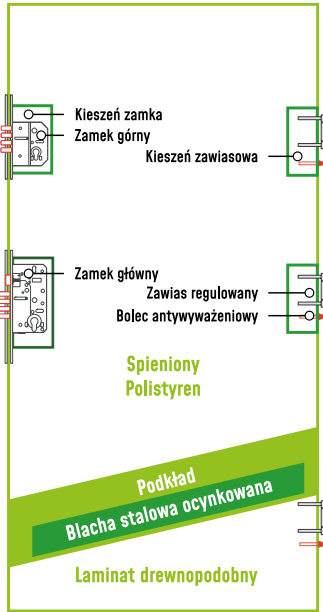 Kieszeń zamka
Zamek górny
Kieszeń zawiasowa
Zamek główny
Zawias regulowany
Bolec antywyważeniowy
Spieniony
Polistyren
Podkład
Blacha stalowa ocynkowana
Laminat drewnopodobny